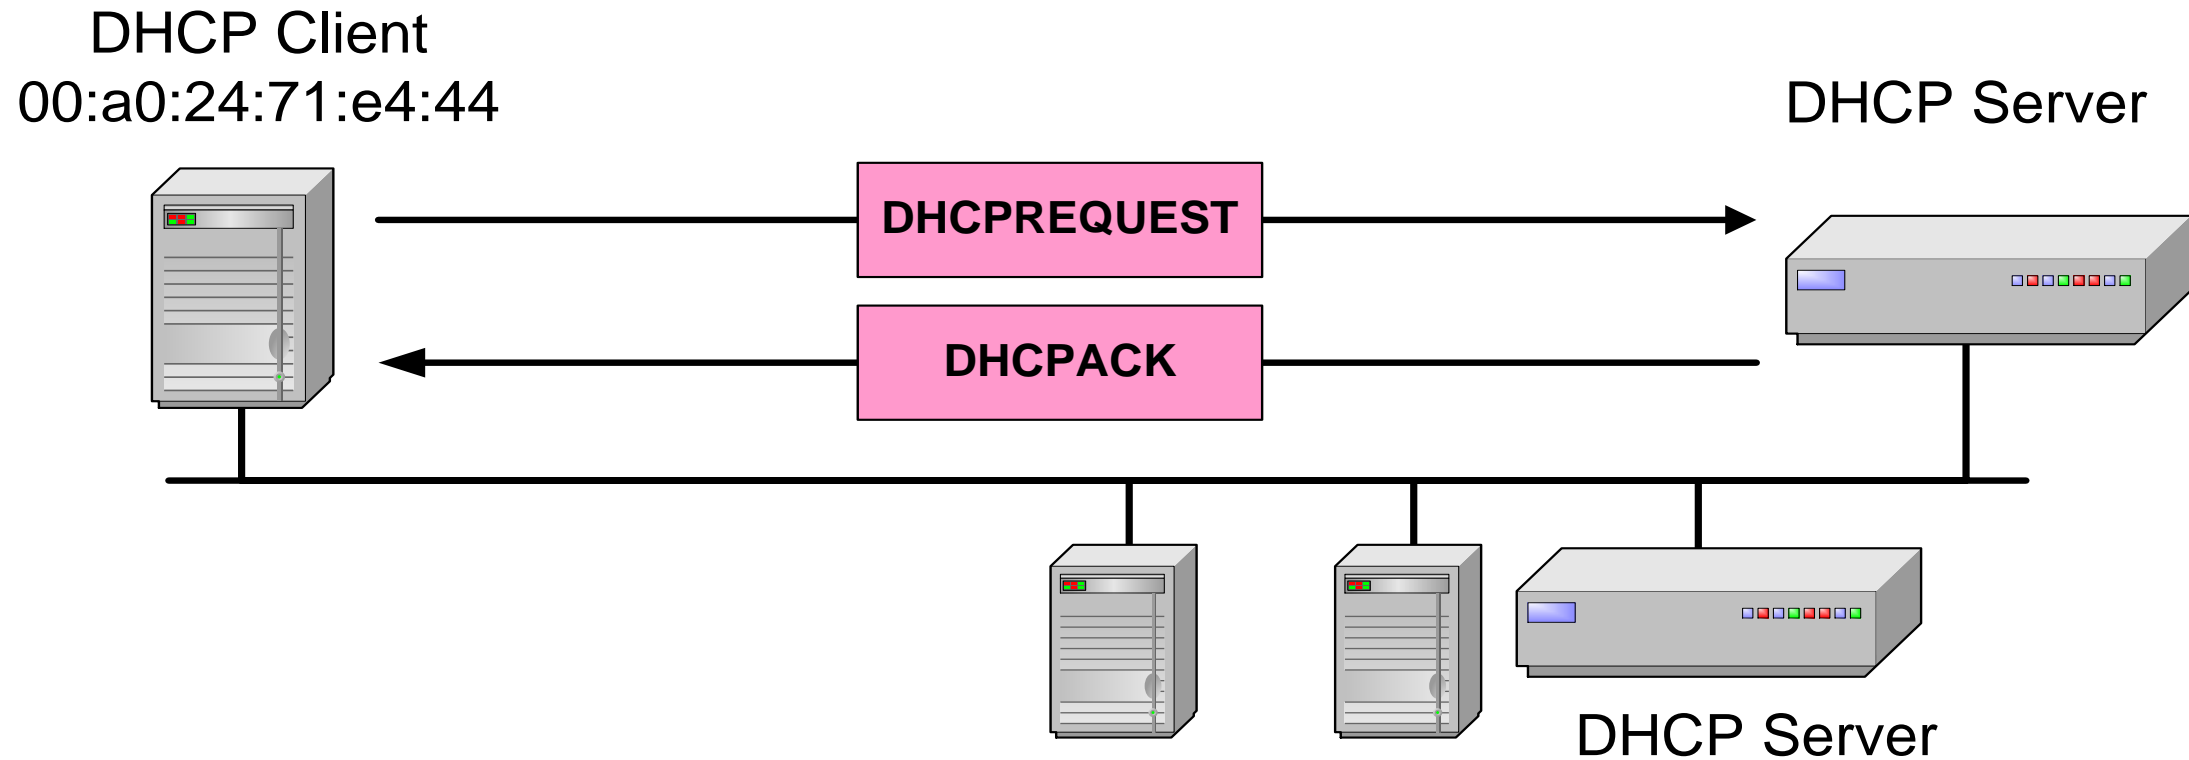 DHCP Client
00:a0:24:71:e4:44
DHCP Server
DHCPREQUEST
DHCPACK
DHCP Server